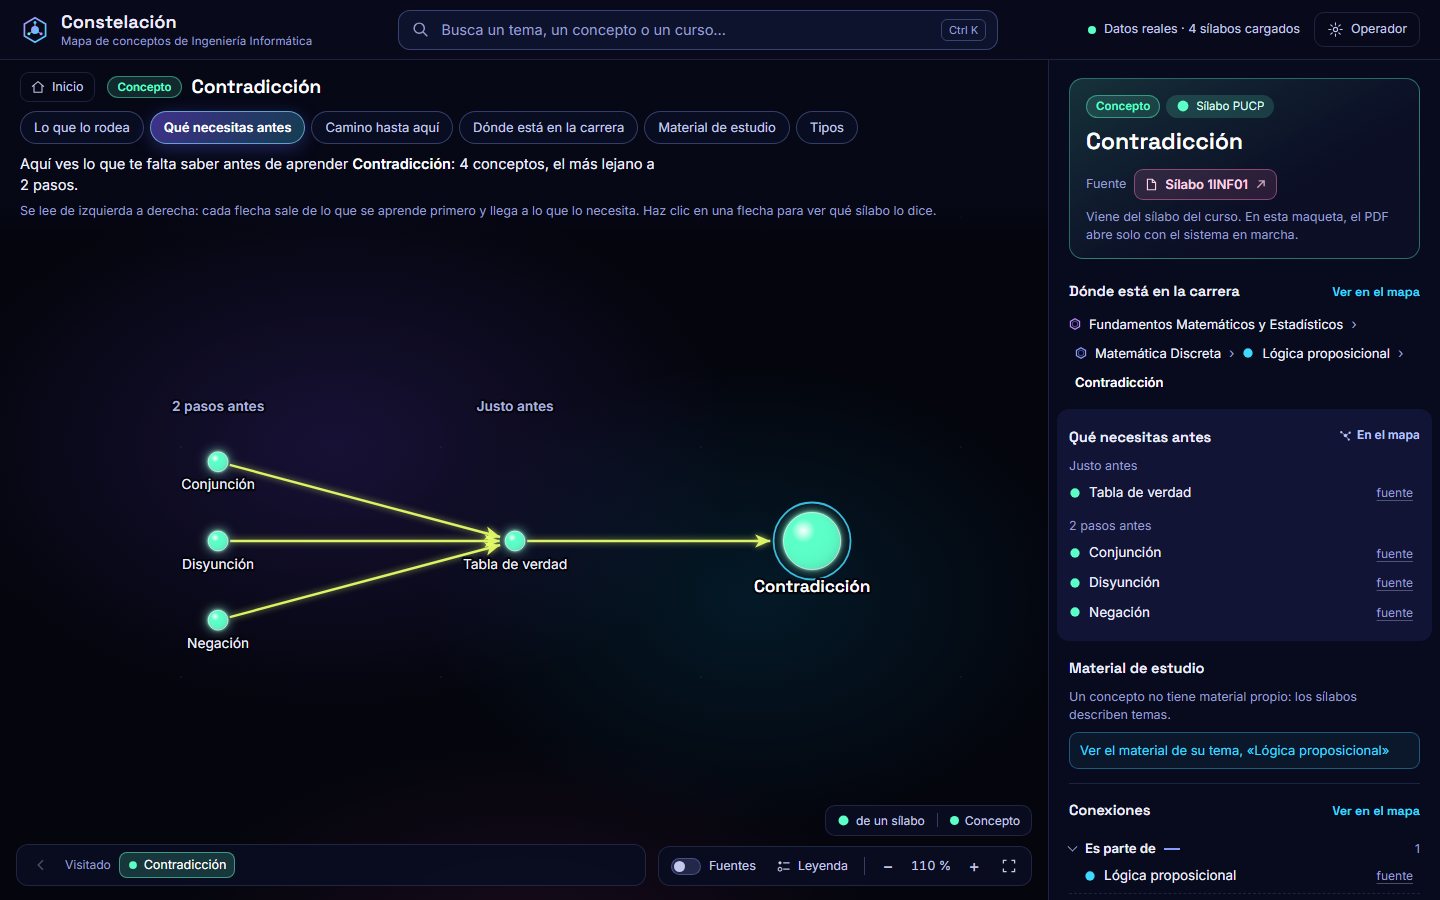 Constelación
Mapa de conceptos de Ingeniería Informática
Busca un tema, un concepto o un curso...
Ctrl K
Datos reales · 4 sílabos cargados
Operador
Inicio
Concepto
Contradicción
Lo que lo rodea
Qué necesitas antes
Camino hasta aquí
Dónde está en la carrera
Material de estudio
Tipos
Aquí ves lo que te falta saber antes de aprender Contradicción: 4 conceptos, el más lejano a
2 pasos.
Se lee de izquierda a derecha: cada flecha sale de lo que se aprende primero y llega a lo que lo necesita. Haz clic en una flecha para ver qué sílabo lo dice.
2 pasos antes
Justo antes
Conjunción
Disyunción
Tabla de verdad
Contradicción
Negación
de un sílabo
Concepto
Visitado
Contradicción
Fuentes
Leyenda
− 110 % +
Concepto
Sílabo PUCP
Contradicción
Fuente
Sílabo 1INF01
Viene del sílabo del curso. En esta maqueta, el PDF
abre solo con el sistema en marcha.
Dónde está en la carrera
Ver en el mapa
Fundamentos Matemáticos y Estadísticos ›
Matemática Discreta › Lógica proposicional ›
Contradicción
Qué necesitas antes
En el mapa
Justo antes
Tabla de verdad
fuente
2 pasos antes
Conjunción
fuente
Disyunción
fuente
Negación
fuente
Material de estudio
Un concepto no tiene material propio: los sílabos
describen temas.
Ver el material de su tema, «Lógica proposicional»
Conexiones
Ver en el mapa
Es parte de
1
Lógica proposicional
fuente